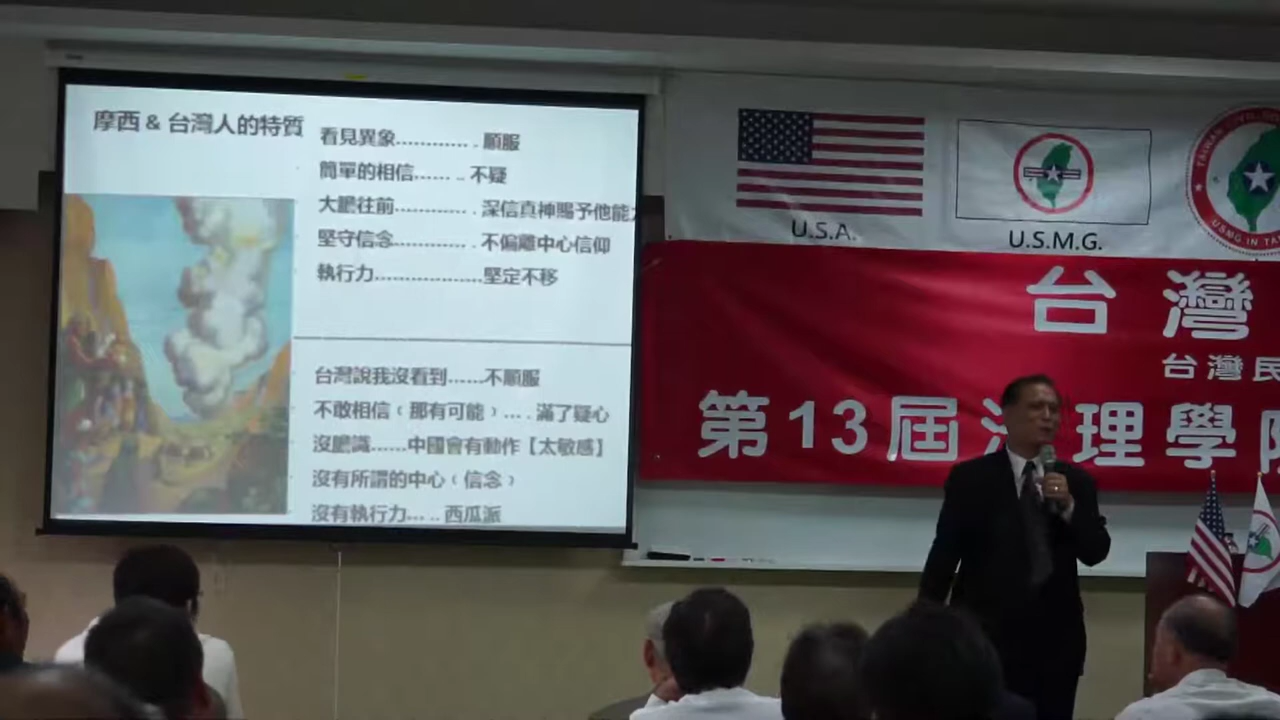 摩西 & 台灣人的特質
看見異象............ . 順服
簡單的相信...... .. 不疑
大膽往前............ . 深信真神賜予他能
堅守信念............ . 不偏離中心信仰
執行力..................堅定不移
台灣說我沒看到......不順服
不敢相信﹙那有可能﹚... . 滿了疑心
沒膽識......中國會有動作【太敏感】
沒有所謂的中心﹙信念﹚
沒有執行力... .. 西瓜派
U.S.A.
U.S.M.G.
USMG IN TA
台灣
台灣民
第13屆 理學院